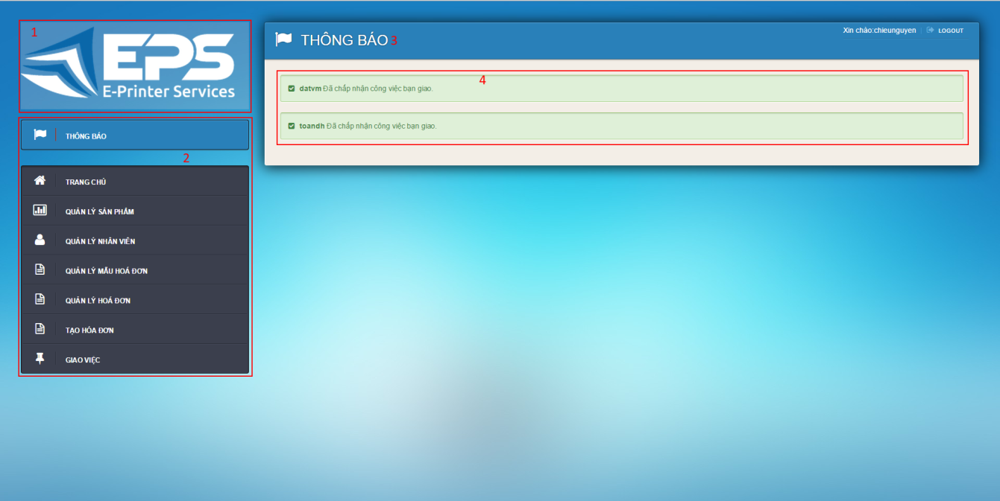 1
EPS
E-Printer Services
THÔNG BÁO
2
TRANG CHỦ
QUẢN LÝ SẢN PHẨM
QUẢN LÝ NHÂN VIÊN
QUẢN LÝ MẪU HOÁ ĐƠN
QUẢN LÝ HOÁ ĐƠN
TẠO HÓA ĐƠN
GIAO VIỆC
THÔNG BÁO 3
Xin chào:chieunguyen LOGOUT
4
datvm Đã chấp nhận công việc bạn giao.
toandh Đã chấp nhận công việc bạn giao.